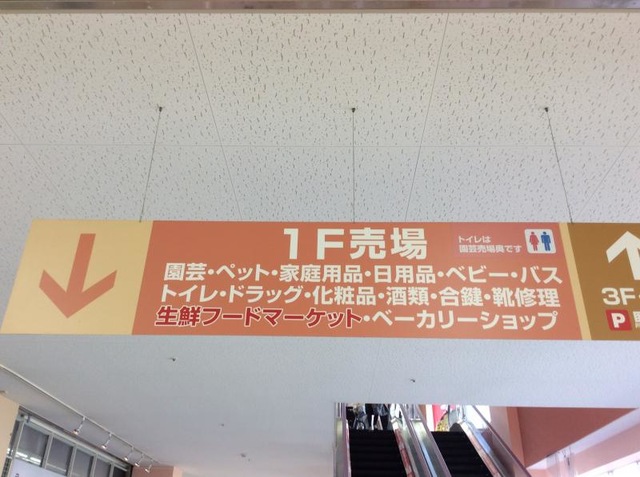 1F売場
トイレは
園芸売場奥です
園芸・ペット・家庭用品・日用品・ベビー・バス
トイレ・ドラッグ・化粧品・酒類・合鍵・靴修理
生鮮フードマーケット・ベーカリーショップ
3F
P